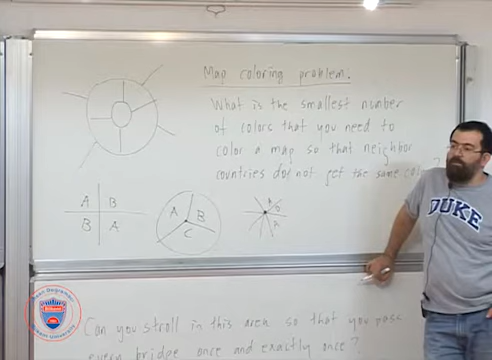 Map coloring problem.
What is the smallest number
of colors that you need to
color a map so that neighbor
countries do not get the same
A B
B A
A B
C
DUKE
Can you stroll in this area so that you pass
every bridge once and exactly once?